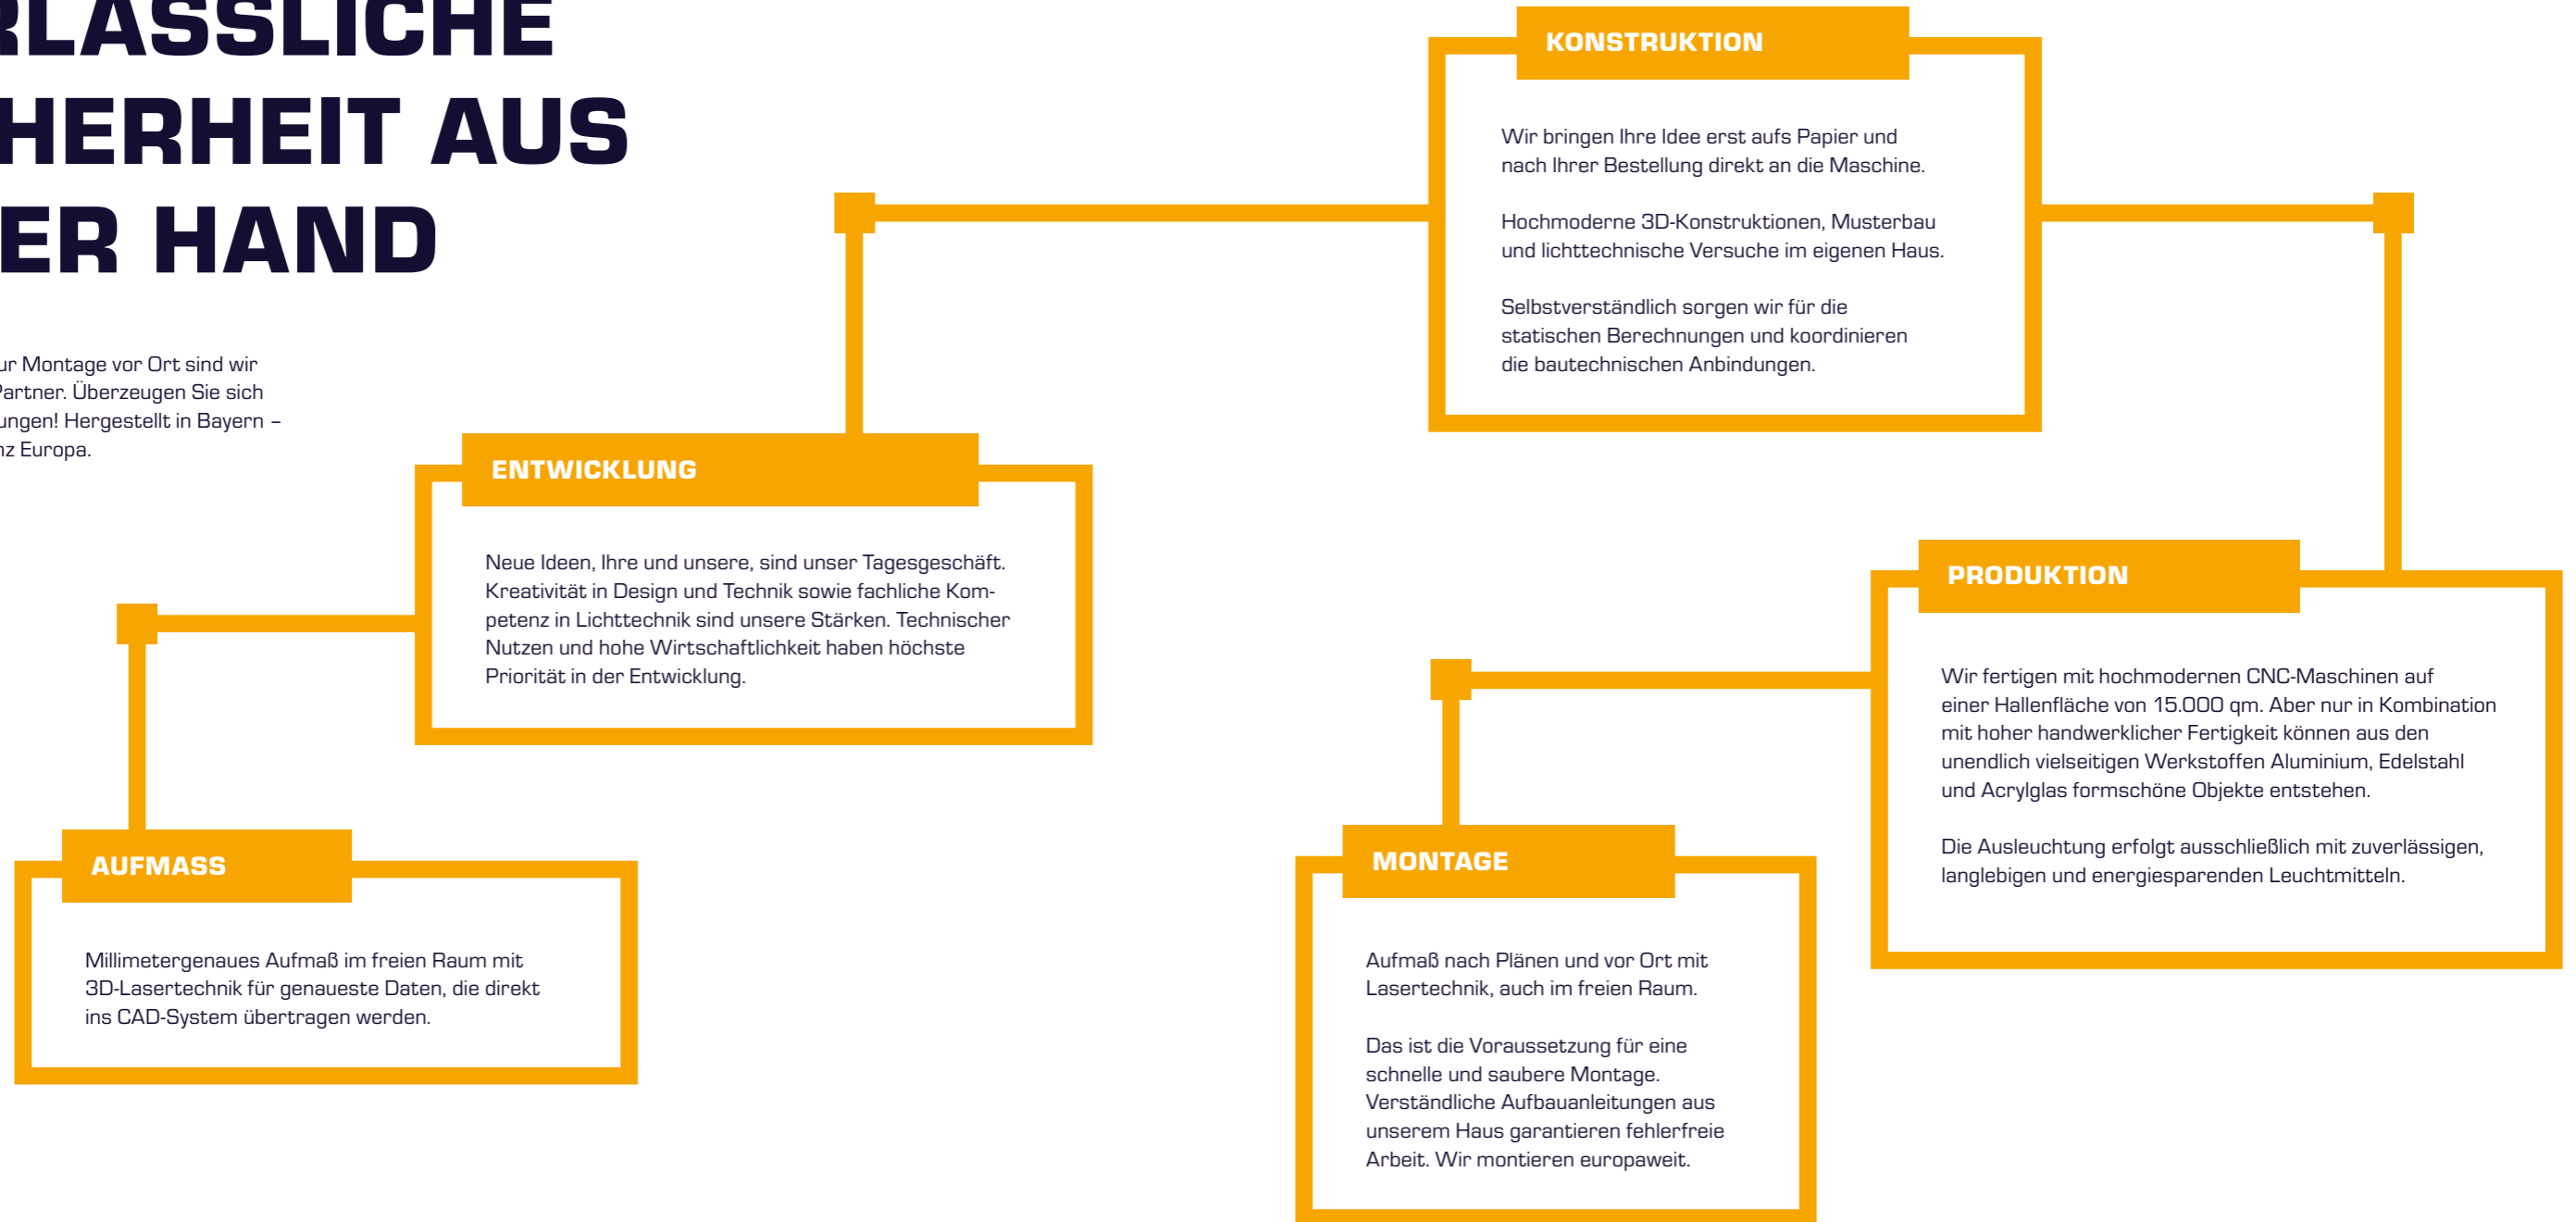 RLÄSSLICHE
HERHEIT AUS
ER HAND
ur Montage vor Ort sind wir
Partner. Überzeugen Sie sich
ungen! Hergestellt in Bayern –
nz Europa.
KONSTRUKTION
Wir bringen Ihre Idee erst aufs Papier und
nach Ihrer Bestellung direkt an die Maschine.
Hochmoderne 3D-Konstruktionen, Musterbau
und lichttechnische Versuche im eigenen Haus.
Selbstverständlich sorgen wir für die
statischen Berechnungen und koordinieren
die bautechnischen Anbindungen.
ENTWICKLUNG
Neue Ideen, Ihre und unsere, sind unser Tagesgeschäft.
Kreativität in Design und Technik sowie fachliche Kom-
petenz in Lichttechnik sind unsere Stärken. Technischer
Nutzen und hohe Wirtschaftlichkeit haben höchste
Priorität in der Entwicklung.
PRODUKTION
Wir fertigen mit hochmodernen CNC-Maschinen auf
einer Hallenfläche von 15.000 qm. Aber nur in Kombination
mit hoher handwerklicher Fertigkeit können aus den
unendlich vielseitigen Werkstoffen Aluminium, Edelstahl
und Acrylglas formschöne Objekte entstehen.
Die Ausleuchtung erfolgt ausschließlich mit zuverlässigen,
langlebigen und energiesparenden Leuchtmitteln.
AUFMASS
Millimetergenaues Aufmaß im freien Raum mit
3D-Lasertechnik für genaueste Daten, die direkt
ins CAD-System übertragen werden.
MONTAGE
Aufmaß nach Plänen und vor Ort mit
Lasertechnik, auch im freien Raum.
Das ist die Voraussetzung für eine
schnelle und saubere Montage.
Verständliche Aufbauanleitungen aus
unserem Haus garantieren fehlerfreie
Arbeit. Wir montieren europaweit.